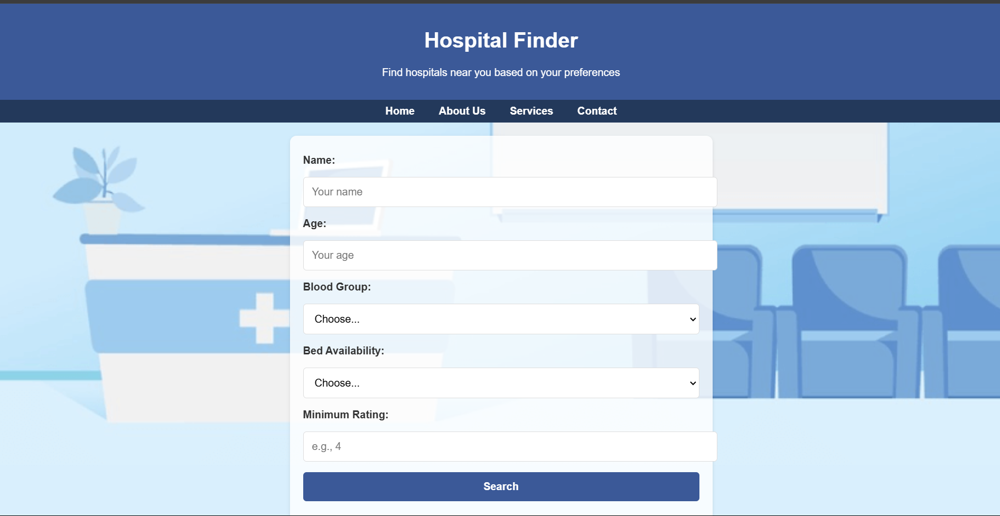 Hospital Finder
Find hospitals near you based on your preferences
Home About Us Services Contact
Name:
Your name
Age:
Your age
Blood Group:
Choose...
Bed Availability:
Choose...
Minimum Rating:
e.g., 4
Search